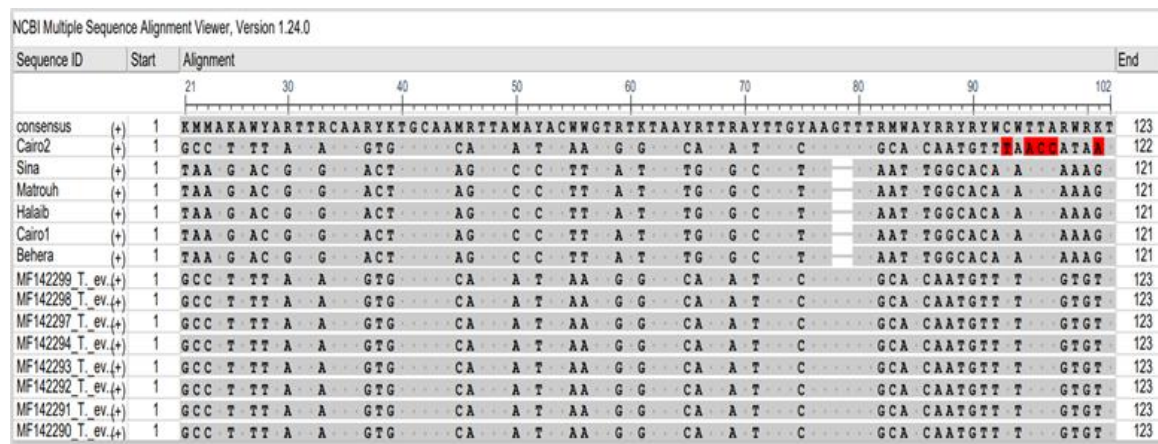 NCBI Multiple Sequence Alignment Viewer, Version 1.24.0
Sequence ID Start Alignment End
21 30 40 50 60 70 80 90 102
consensus (+) 1 KMMAKAWYARTTRCAARYKTGCAAMRTTAMAYACWWGTRTKTAAYRTTRAYTTGYAAGTTTRMWAYRRYRYWCWTTARWRKT 123
Cairo2 (+) 1 GCC T TT A A GTG CA A T AA G G CA A T C GCA CAATGTTTAACCATAA 122
Sina (+) 1 TAA G AC G G ACT AG C C TT A T TG G C T AAT TGGCACA A AAAG 121
Matrouh (+) 1 TAA G AC G G ACT AG C C TT A T TG G C T AAT TGGCACA A AAAG 121
Halaib (+) 1 TAA G AC G G ACT AG C C TT A T TG G C T AAT TGGCACA A AAAG 121
Cairo1 (+) 1 TAA G AC G G ACT AG C C TT A T TG G C T AAT TGGCACA A AAAG 121
Behera (+) 1 TAA G AC G G ACT AG C C TT A T TG G C T AAT TGGCACA A AAAG 121
MF142299_T._ev..(+) 1 GCC T TT A A GTG CA A T AA G G CA A T C GCA CAATGTT T GTGT 123
MF142298_T._ev..(+) 1 GCC T TT A A GTG CA A T AA G G CA A T C GCA CAATGTT T GTGT 123
MF142297_T._ev..(+) 1 GCC T TT A A GTG CA A T AA G G CA A T C GCA CAATGTT T GTGT 123
MF142294_T._ev..(+) 1 GCC T TT A A GTG CA A T AA G G CA A T C GCA CAATGTT T GTGT 123
MF142293_T._ev..(+) 1 GCC T TT A A GTG CA A T AA G G CA A T C GCA CAATGTT T GTGT 123
MF142292_T._ev..(+) 1 GCC T TT A A GTG CA A T AA G G CA A T C GCA CAATGTT T GTGT 123
MF142291_T._ev..(+) 1 GCC T TT A A GTG CA A T AA G G CA A T C GCA CAATGTT T GTGT 123
MF142290_T._ev..(+) 1 GCC T TT A A GTG CA A T AA G G CA A T C GCA CAATGTT T GTGT 123